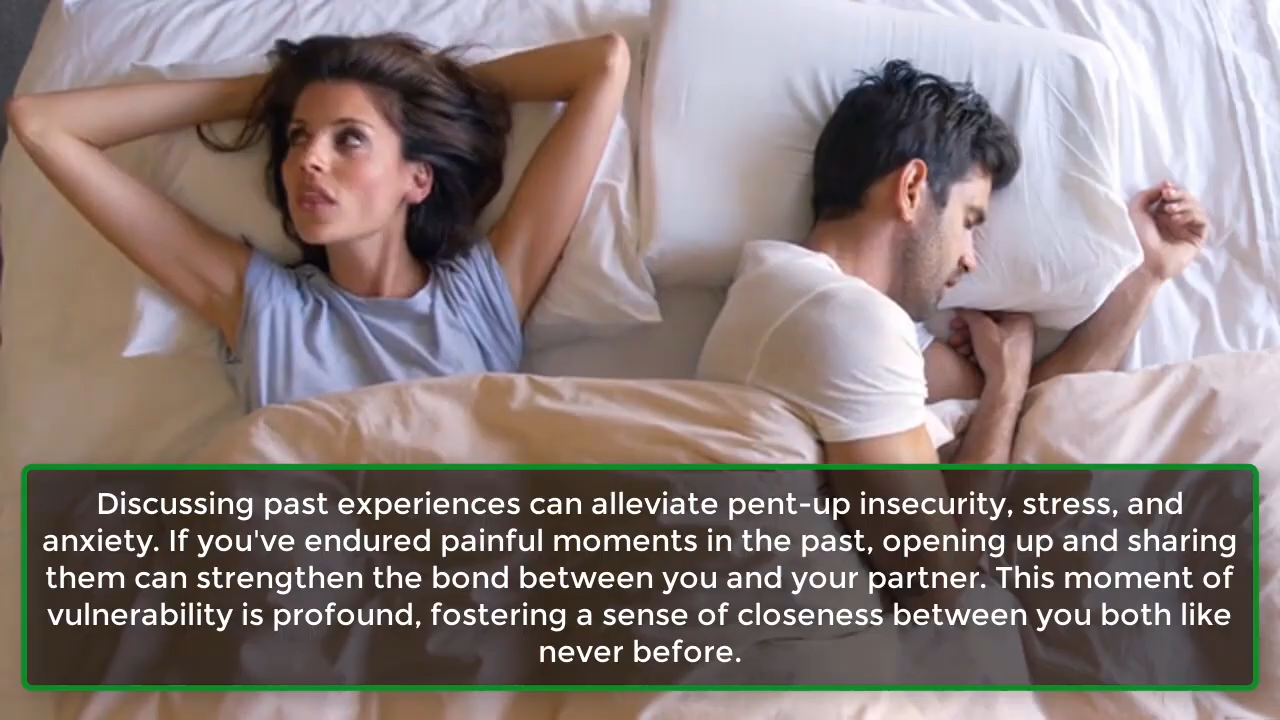 Discussing past experiences can alleviate pent-up insecurity, stress, and
anxiety. If you've endured painful moments in the past, opening up and sharing
them can strengthen the bond between you and your partner. This moment of
vulnerability is profound, fostering a sense of closeness between you both like
never before.